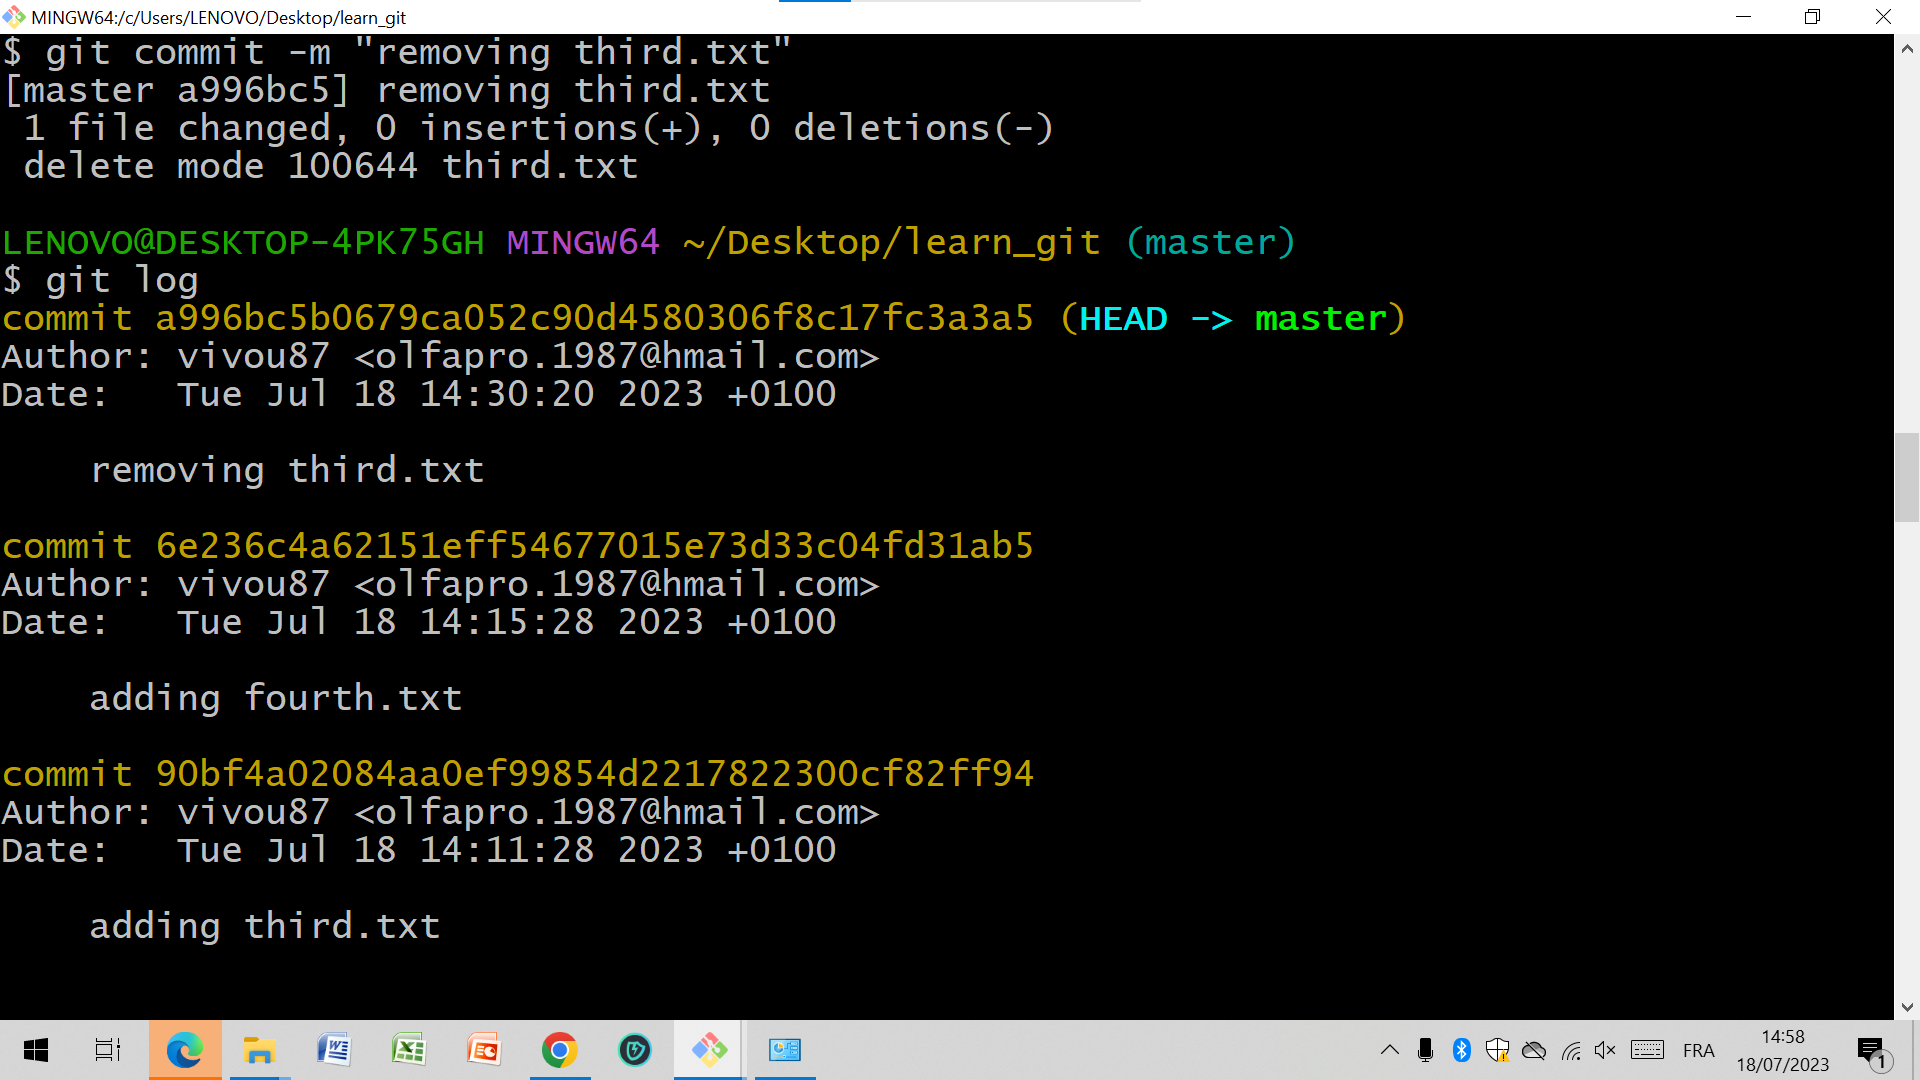 MINGW64:/c/Users/LENOVO/Desktop/learn_git
$ git commit -m "removing third.txt"
[master a996bc5] removing third.txt
 1 file changed, 0 insertions(+), 0 deletions(-)
 delete mode 100644 third.txt
LENOVO@DESKTOP-4PK75GH MINGW64 ~/Desktop/learn_git (master)
$ git log
commit a996bc5b0679ca052c90d4580306f8c17fc3a3a5 (HEAD -> master)
Author: vivou87 <olfapro.1987@hmail.com>
Date:   Tue Jul 18 14:30:20 2023 +0100
    removing third.txt
commit 6e236c4a62151eff54677015e73d33c04fd31ab5
Author: vivou87 <olfapro.1987@hmail.com>
Date:   Tue Jul 18 14:15:28 2023 +0100
    adding fourth.txt
commit 90bf4a02084aa0ef99854d2217822300cf82ff94
Author: vivou87 <olfapro.1987@hmail.com>
Date:   Tue Jul 18 14:11:28 2023 +0100
    adding third.txt
FRA
14:58
18/07/2023
1